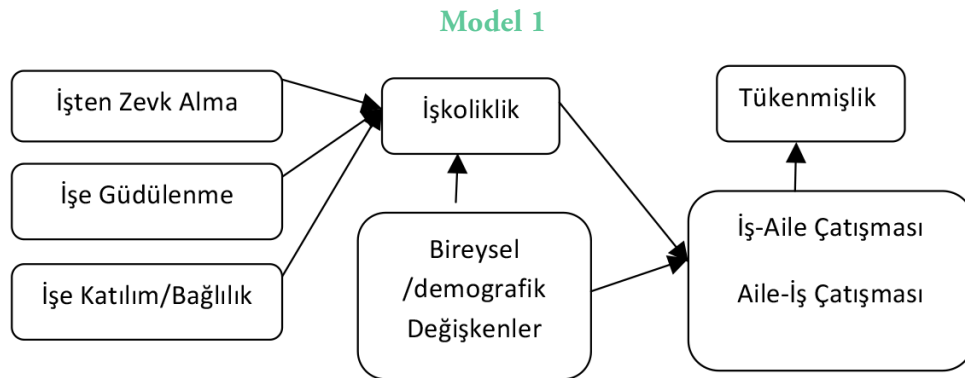 Model 1
İşten Zevk Alma
İşe Güdülenme
İşe Katılım/Bağlılık
İşkoliklik
Bireysel
/demografik
Değişkenler
Tükenmişlik
İş-Aile Çatışması
Aile-İş Çatışması